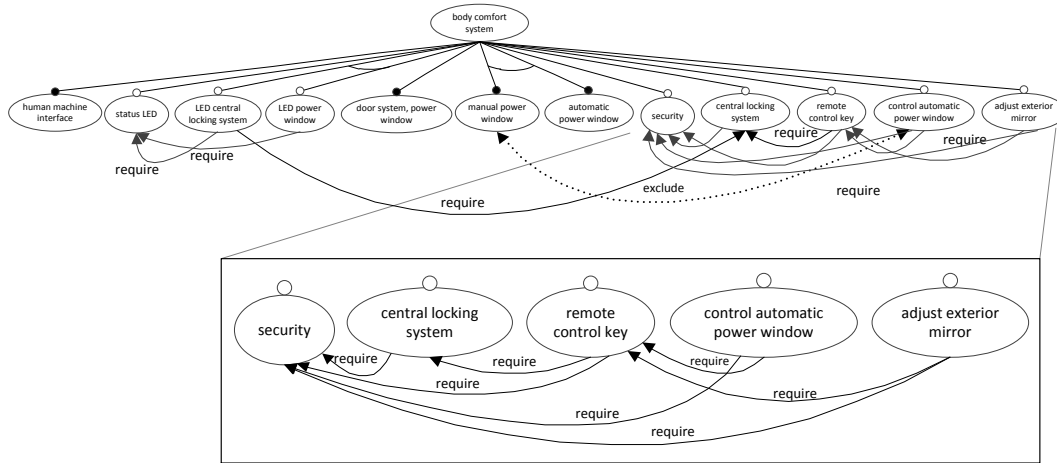 body comfort
system
human machine
interface
status LED
LED central
locking system
LED power
window
door system, power
window
manual power
window
automatic
power window
security
central locking
system
remote
control key
control automatic
power window
adjust exterior
mirror
require
require
require
require
exclude
require
require
require
security
central locking
system
remote
control key
control automatic
power window
adjust exterior
mirror
require
require
require
require
require
require
require